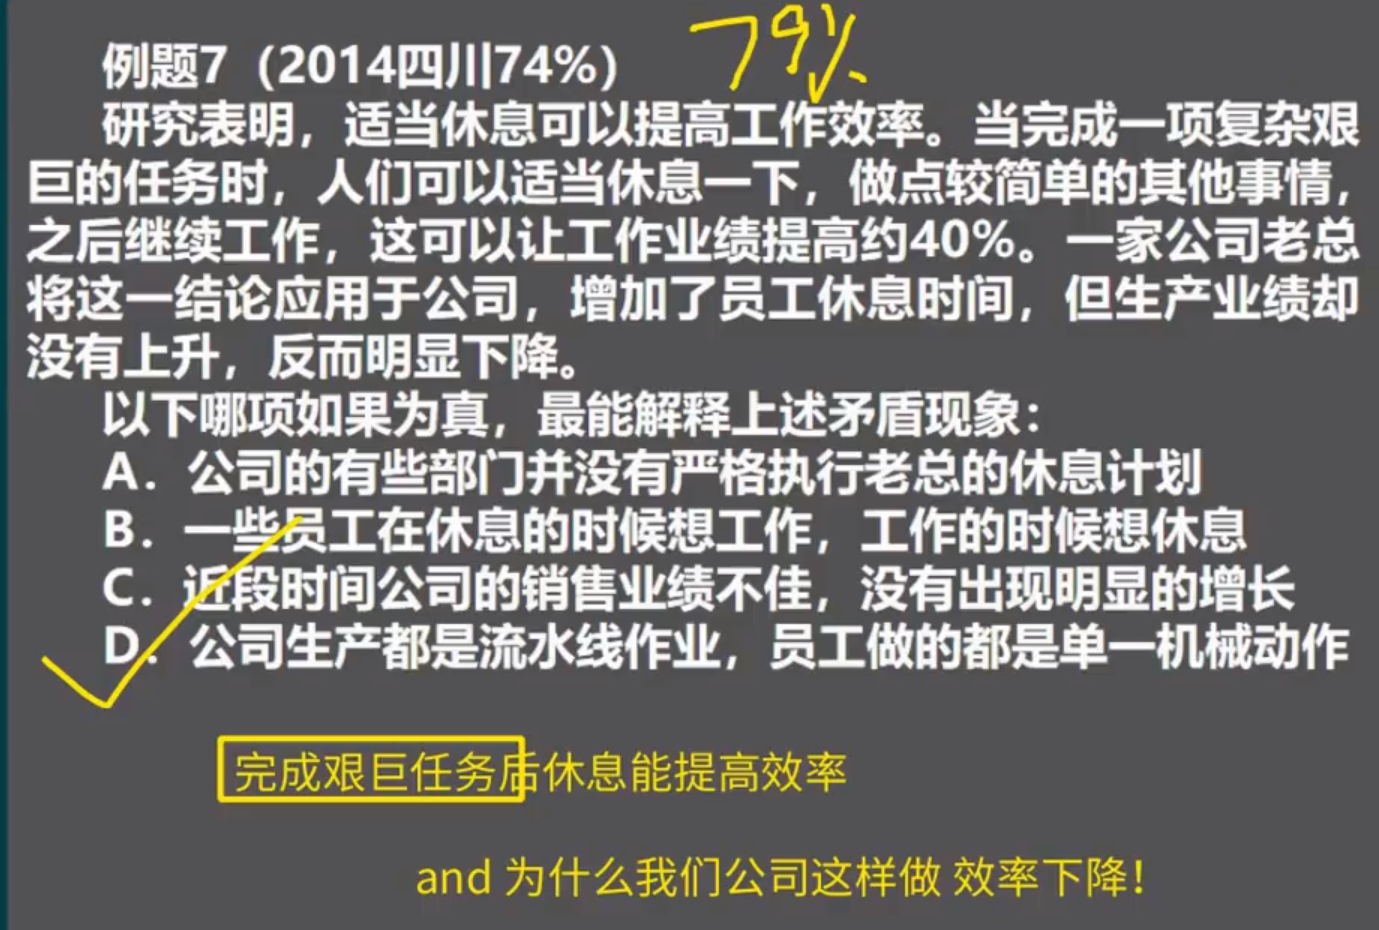 例题7（2014四川74%）
79%
研究表明，适当休息可以提高工作效率。当完成一项复杂艰
巨的任务时，人们可以适当休息一下，做点较简单的其他事情，
之后继续工作，这可以让工作业绩提高约40%。一家公司老总
将这一结论应用于公司，增加了员工休息时间，但生产业绩却
没有上升，反而明显下降。
以下哪项如果为真，最能解释上述矛盾现象：
A．公司的有些部门并没有严格执行老总的休息计划
B．一些员工在休息的时候想工作，工作的时候想休息
C．近段时间公司的销售业绩不佳，没有出现明显的增长
D．公司生产都是流水线作业，员工做的都是单一机械动作
完成艰巨任务后休息能提高效率
and 为什么我们公司这样做 效率下降！